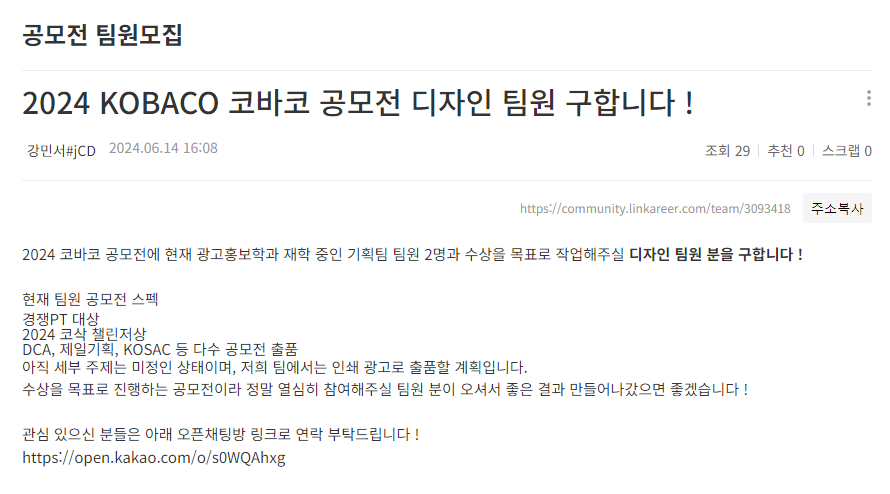 공모전 팀원모집
2024 KOBACO 코바코 공모전 디자인 팀원 구합니다 !
강민서#jCD 2024.06.14 16:08 조회 29 추천 0 스크랩 0
https://community.linkareer.com/team/3093418 주소복사
2024 코바코 공모전에 현재 광고홍보학과 재학 중인 기획팀 팀원 2명과 수상을 목표로 작업해주실 디자인 팀원 분을 구합니다 !
현재 팀원 공모전 스펙
경쟁PT 대상
2024 코삭 챌린저상
DCA, 제일기획, KOSAC 등 다수 공모전 출품
아직 세부 주제는 미정인 상태이며, 저희 팀에서는 인쇄 광고로 출품할 계획입니다.
수상을 목표로 진행하는 공모전이라 정말 열심히 참여해주실 팀원 분이 오셔서 좋은 결과 만들어나갔으면 좋겠습니다 !
관심 있으신 분들은 아래 오픈채팅방 링크로 연락 부탁드립니다 !
https://open.kakao.com/o/s0WQAhxg